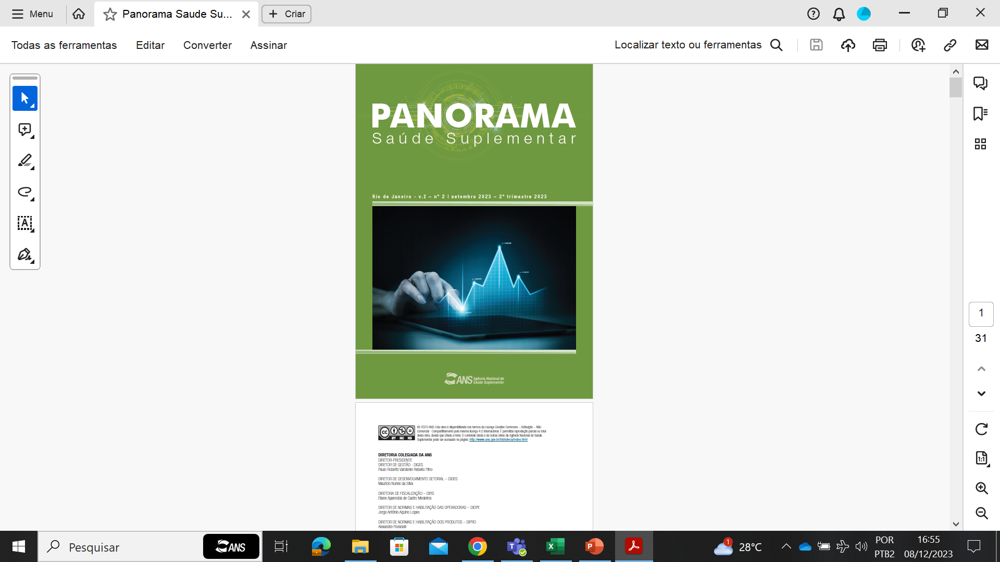 Menu
Panorama Saude Su...
Criar
Todas as ferramentas
Editar
Converter
Assinar
Localizar texto ou ferramentas
PANORAMA
Saúde Suplementar
Rio de Janeiro - v.2 – nº 2 | setembro 2023 – 2º trimestre 2023
ANS Agência Nacional de
Saúde Suplementar
1
31
1:1
A
cc
BY NC ND
© 2023 ANS. Esta obra é disponibilizada nos termos da Licença Creative Commons – Atribuição – Não
Comercial - Compartilhamento pela mesma licença 4.0 Internacional. É permitida reprodução parcial ou total
desta obra, desde que citada a fonte. O conteúdo desta e de outras obras da Agência Nacional de Saúde
Suplementar pode ser acessado na página: http://www.ans.gov.br/biblioteca/index.html
DIRETORIA COLEGIADA DA ANS
DIRETOR-PRESIDENTE
DIRETOR DE GESTÃO - DIGES
Paulo Roberto Vanderlei Rebello Filho
DIRETOR DE DESENVOLVIMENTO SETORIAL – DIDES
Maurício Nunes da Silva
DIRETORA DE FISCALIZAÇÃO – DIFIS
Eliane Aparecida de Castro Medeiros
DIRETOR DE NORMAS E HABILITAÇÃO DAS OPERADORAS – DIOPE
Jorge Antônio Aquino Lopes
DIRETOR DE NORMAS E HABILITAÇÃO DOS PRODUTOS – DIPRO
Alexandre Fioranelli
Pesquisar
ANS
1
28°C
POR
PTB2
16:55
08/12/2023